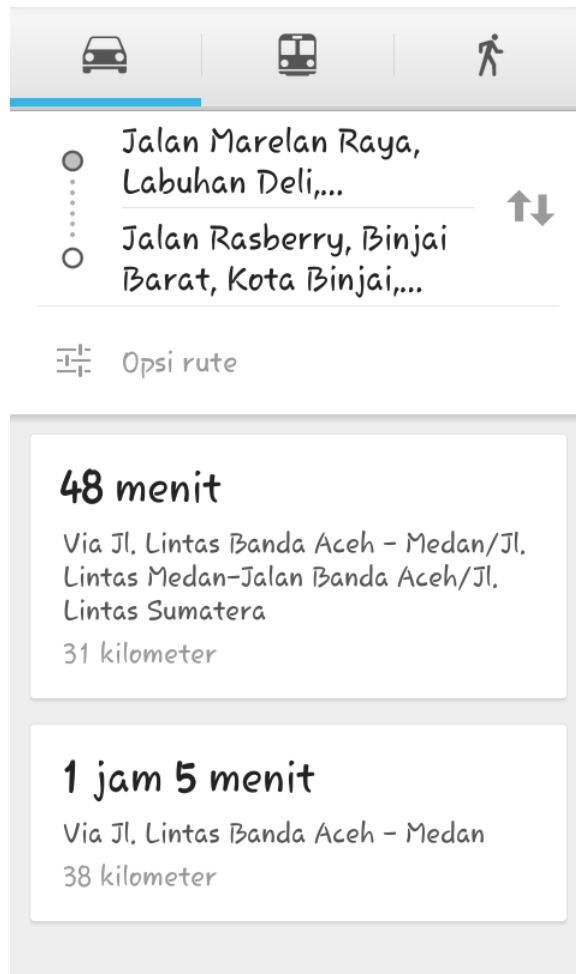 Jalan Marelan Raya,
Labuhan Deli,...
Jalan Rasberry, Binjai
Barat, Kota Binjai,...
Opsi rute
48 menit
Via Jl. Lintas Banda Aceh - Medan/Jl.
Lintas Medan-Jalan Banda Aceh/Jl.
Lintas Sumatera
31 kilometer
1 jam 5 menit
Via Jl. Lintas Banda Aceh - Medan
38 kilometer